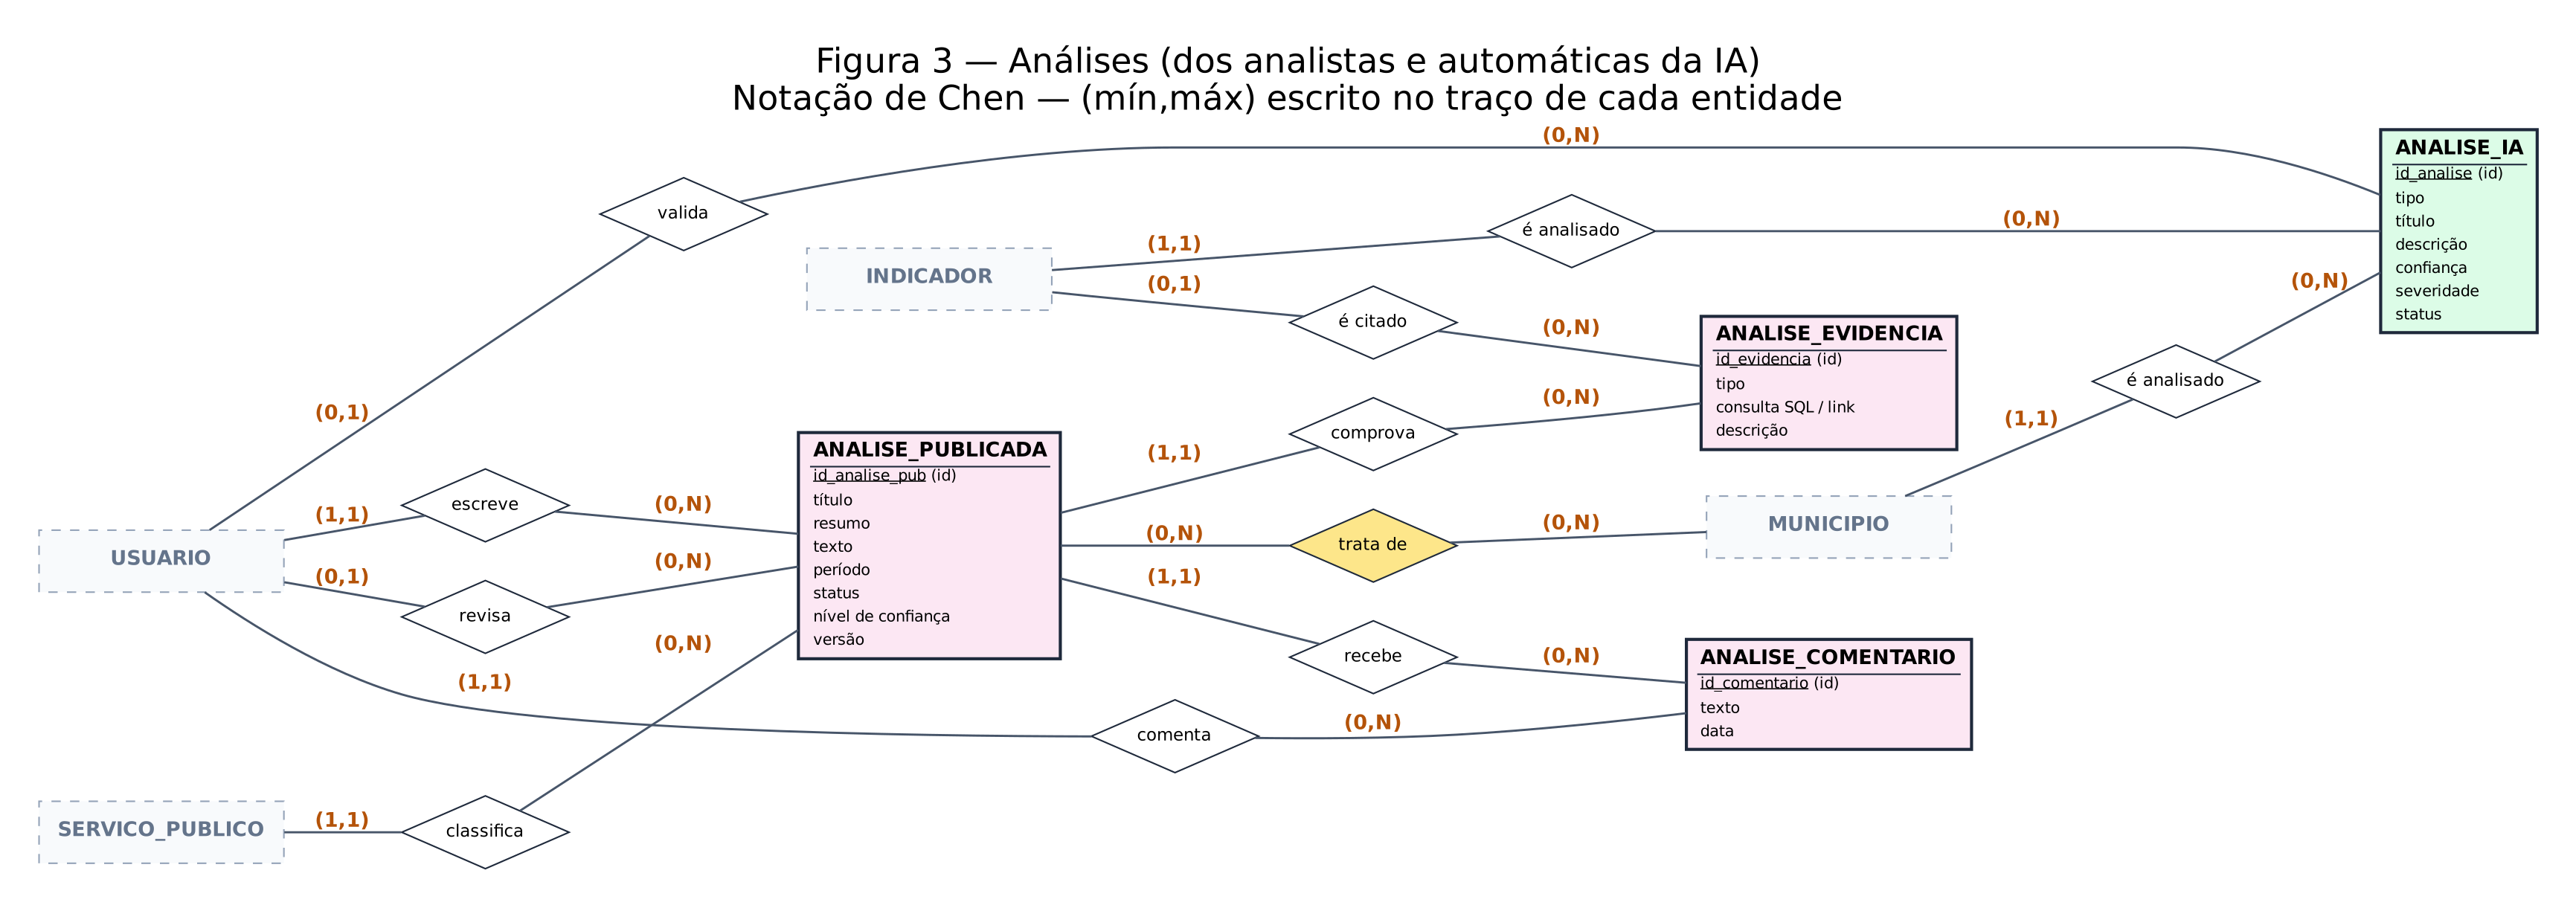 Figura 3 — Análises (dos analistas e automáticas da IA)
Notação de Chen — (mín,máx) escrito no traço de cada entidade
(0,N)
ANALISE_IA
id_analise (id)
tipo
título
descrição
confiança
severidade
status
valida
é analisado
(0,N)
(1,1)
INDICADOR
(0,1)
é citado
(0,N)
(0,N)
ANALISE_EVIDENCIA
id_evidencia (id)
tipo
consulta SQL / link
descrição
é analisado
(1,1)
(0,1)
(0,N)
comprova
(1,1)
ANALISE_PUBLICADA
id_analise_pub (id)
título
resumo
texto
período
status
nível de confiança
versão
escreve
(1,1)
(0,N)
USUARIO
(0,1)
revisa
(0,N)
(0,N)
trata de
(0,N)
MUNICIPIO
(1,1)
recebe
(0,N)
ANALISE_COMENTARIO
id_comentario (id)
texto
data
(0,N)
(1,1)
comenta
(0,N)
SERVICO_PUBLICO
(1,1)
classifica